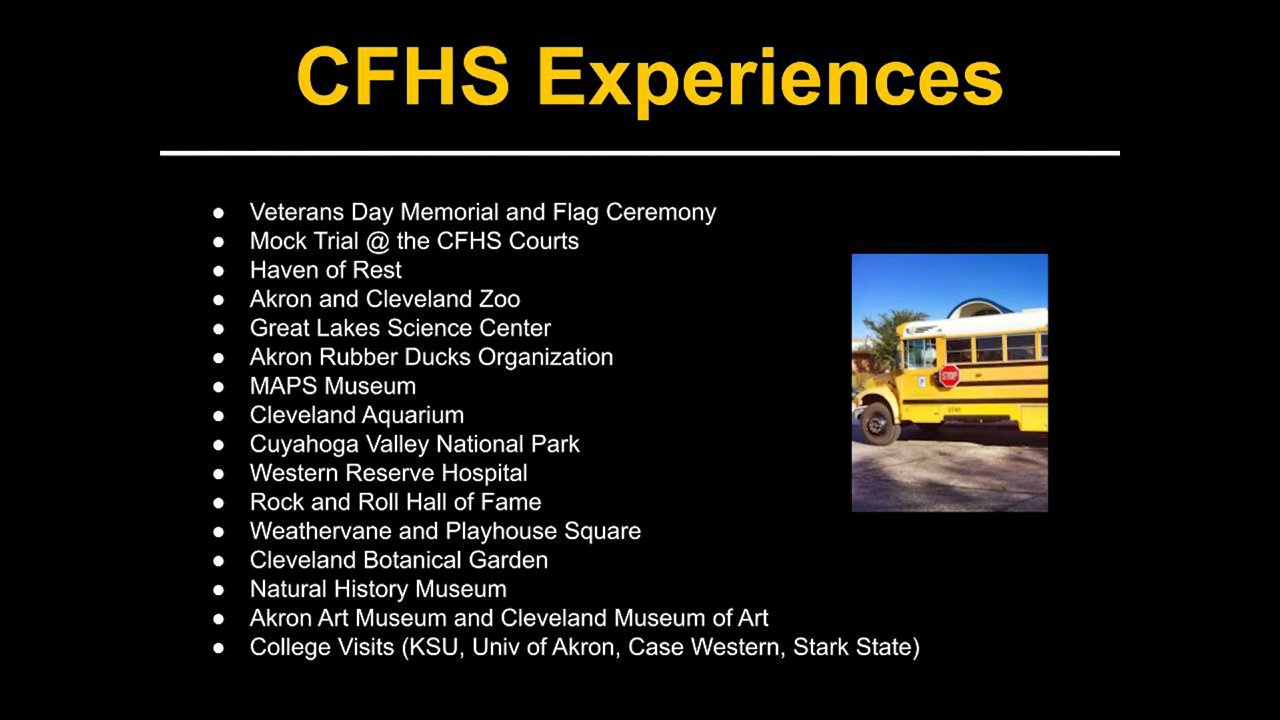 CFHS Experiences
● Veterans Day Memorial and Flag Ceremony
● Mock Trial @ the CFHS Courts
● Haven of Rest
● Akron and Cleveland Zoo
● Great Lakes Science Center
● Akron Rubber Ducks Organization
● MAPS Museum
● Cleveland Aquarium
● Cuyahoga Valley National Park
● Western Reserve Hospital
● Rock and Roll Hall of Fame
● Weathervane and Playhouse Square
● Cleveland Botanical Garden
● Natural History Museum
● Akron Art Museum and Cleveland Museum of Art
● College Visits (KSU, Univ of Akron, Case Western, Stark State)
STOP